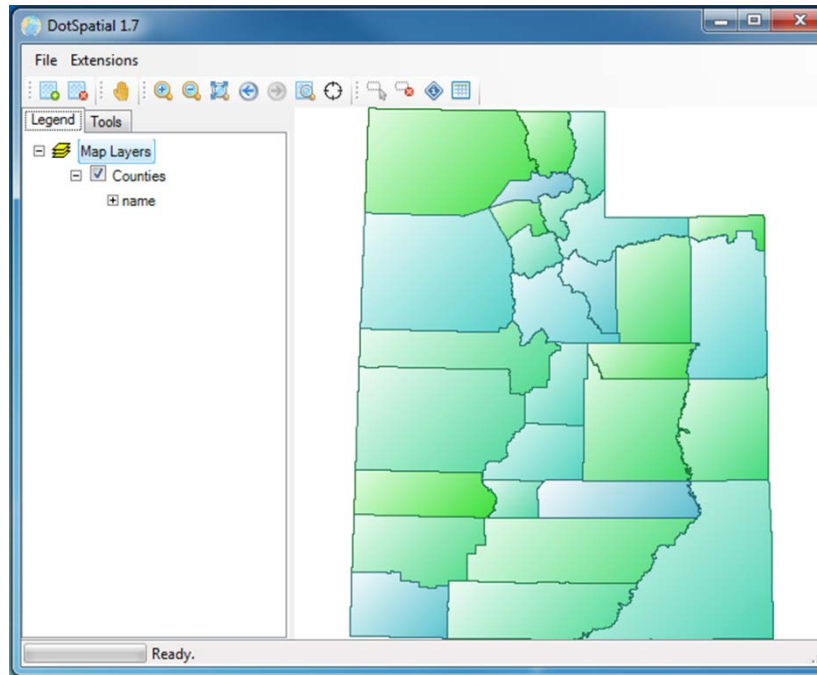 DotSpatial 1.7
File Extensions
Legend Tools
Map Layers
Counties
name
Ready.